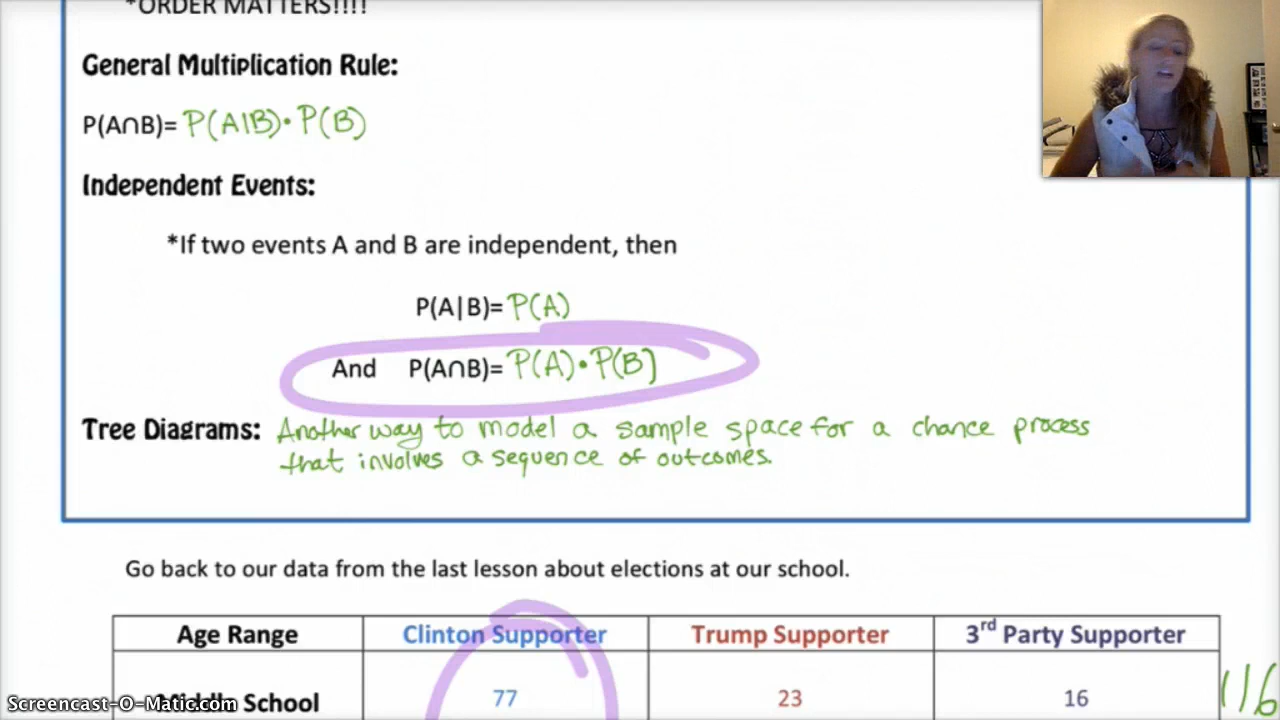 *ORDER MATTERS!!!!
General Multiplication Rule:
P(A∩B)= P(A|B)•P(B)
Independent Events:
*If two events A and B are independent, then
P(A|B)= P(A)
And P(A∩B)= P(A)•P(B)
Tree Diagrams: Another way to model a sample space for a chance process
that involves a sequence of outcomes.
Go back to our data from the last lesson about elections at our school.
Age Range Clinton Supporter Trump Supporter 3rd Party Supporter
Middle School 77 23 16 116
Screencast-O-Matic.com